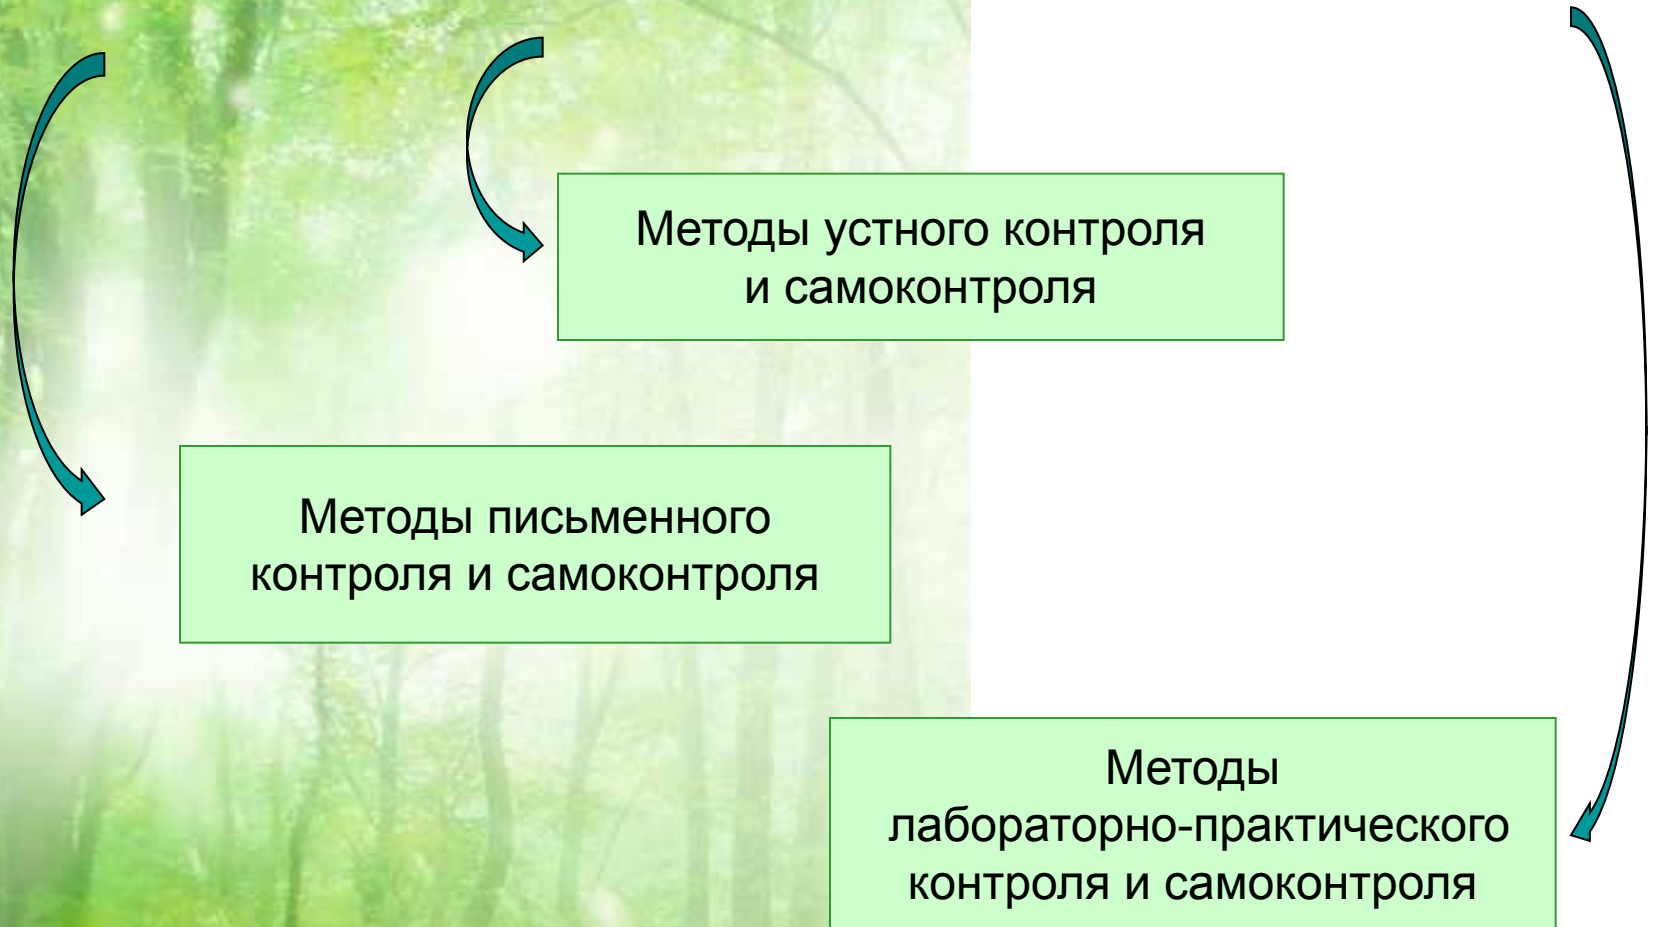 Методы устного контроля
и самоконтроля
Методы письменного
контроля и самоконтроля
Методы
лабораторно-практического
контроля и самоконтроля